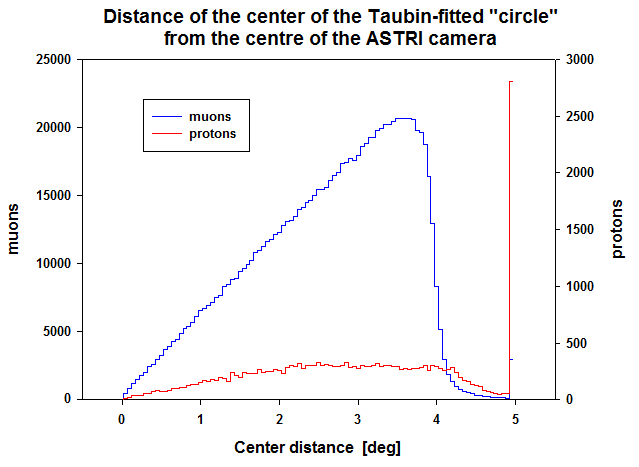 Distance of the center of the Taubin-fitted "circle"
from the centre of the ASTRI camera
25000
20000
15000
10000
5000
0
muons
muons
protons
3000
2500
2000
1500
1000
500
0
protons
0 1 2 3 4 5
Center distance [deg]